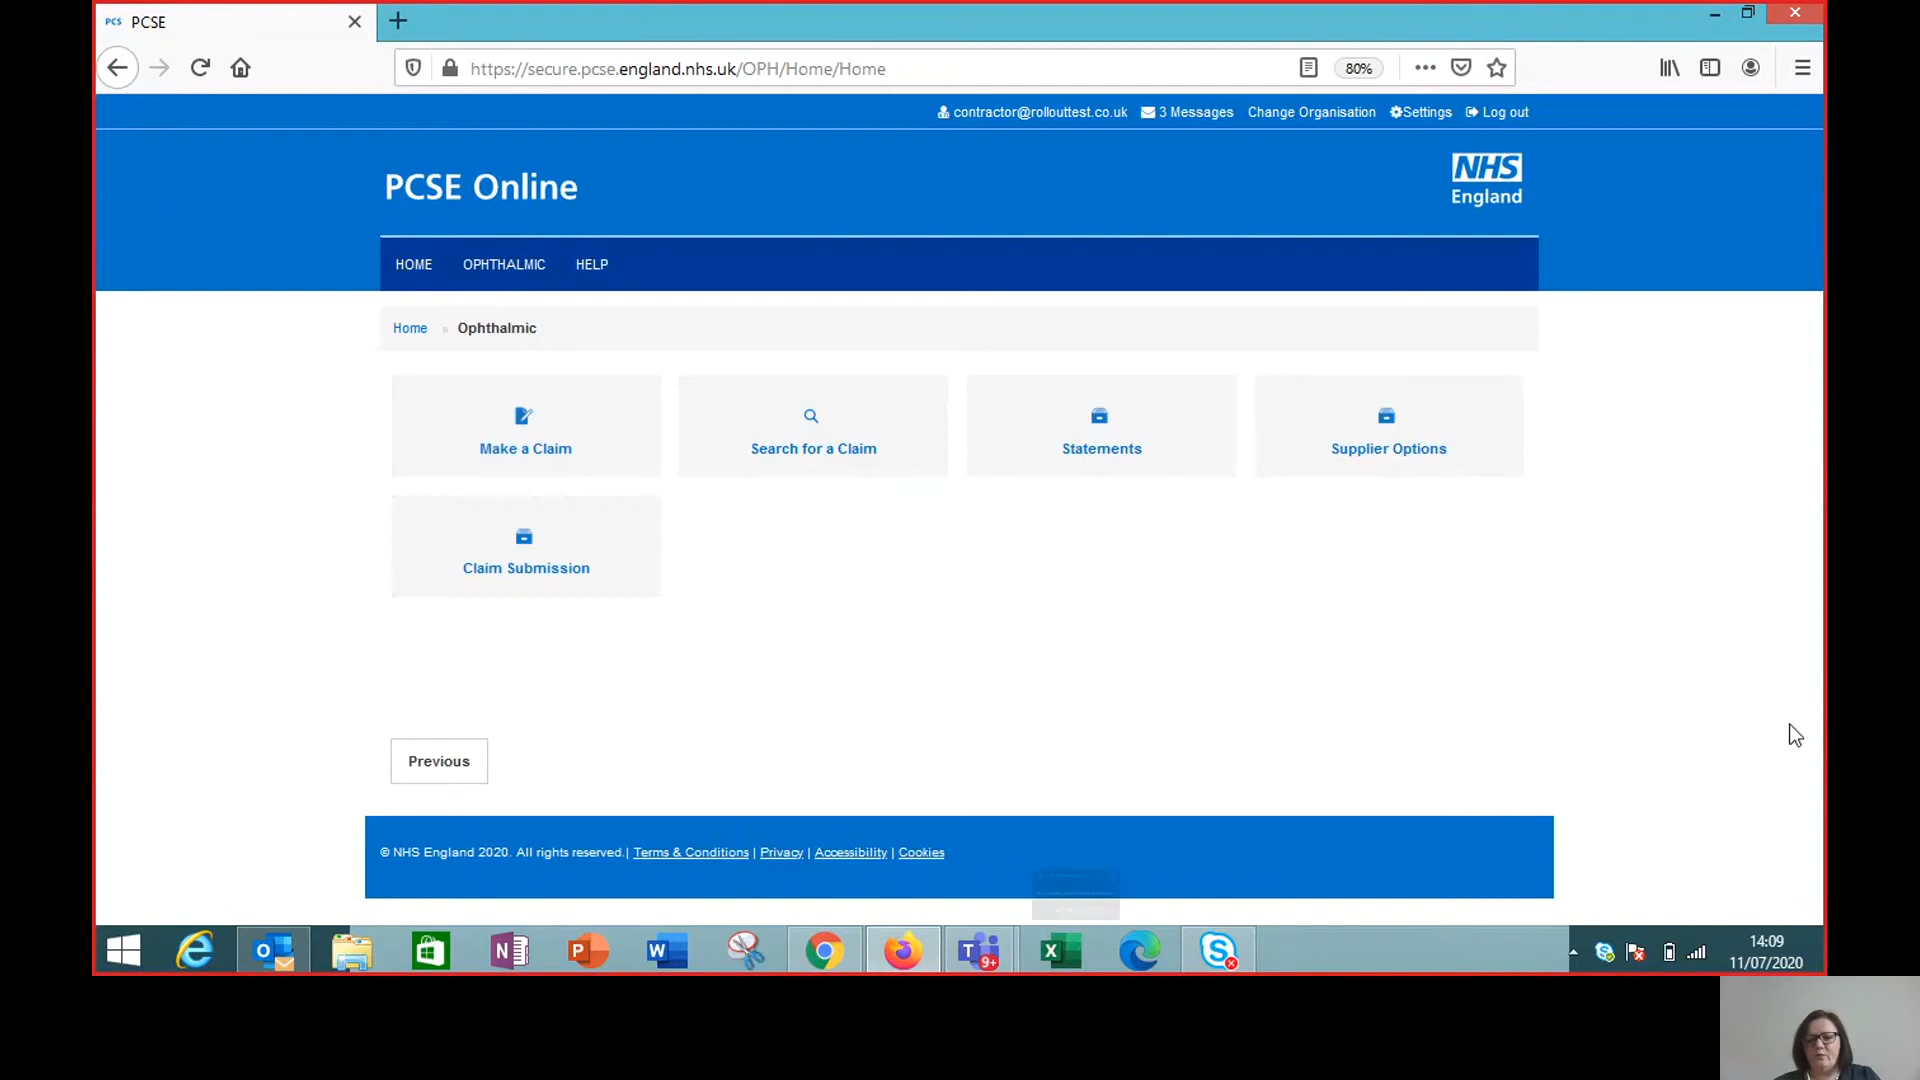 PCS PCSE
https://secure.pcse.england.nhs.uk/OPH/Home/Home
80%
contractor@rollouttest.co.uk 3 Messages Change Organisation Settings Log out
PCSE Online
NHS
England
HOME OPHTHALMIC HELP
Home » Ophthalmic
Make a Claim
Search for a Claim
Statements
Supplier Options
Claim Submission
Previous
© NHS England 2020. All rights reserved.| Terms & Conditions | Privacy | Accessibility | Cookies
9+
14:09
11/07/2020